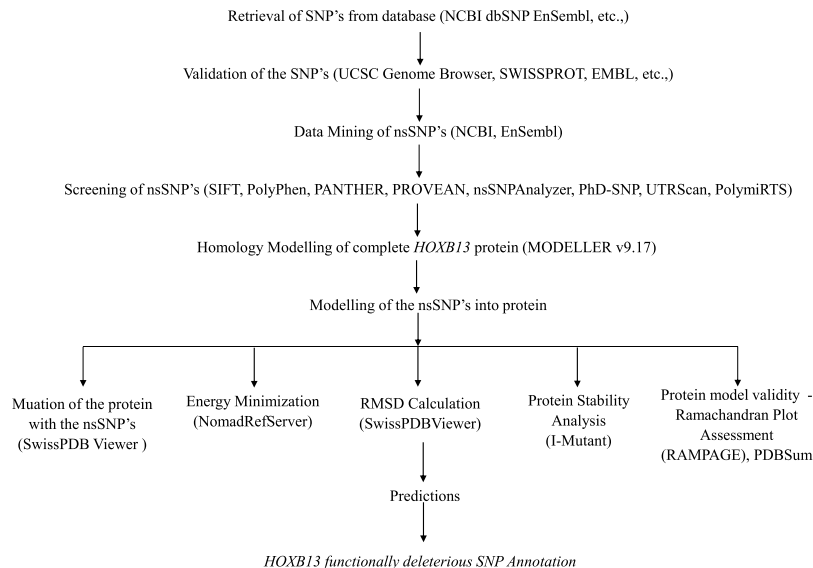 Retrieval of SNP's from database (NCBI dbSNP EnSembl, etc.,)
Validation of the SNP's (UCSC Genome Browser, SWISSPROT, EMBL, etc.,)
Data Mining of nsSNP's (NCBI, EnSembl)
Screening of nsSNP's (SIFT, PolyPhen, PANTHER, PROVEAN, nsSNPAnalyzer, PhD-SNP, UTRScan, PolymiRTS)
Homology Modelling of complete HOXB13 protein (MODELLER v9.17)
Modelling of the nsSNP's into protein
Muation of the protein
with the nsSNP's
(SwissPDB Viewer )
Energy Minimization
(NomadRefServer)
RMSD Calculation
(SwissPDBViewer)
Protein Stability
Analysis
(I-Mutant)
Protein model validity -
Ramachandran Plot
Assessment
(RAMPAGE), PDBSum
Predictions
HOXB13 functionally deleterious SNP Annotation